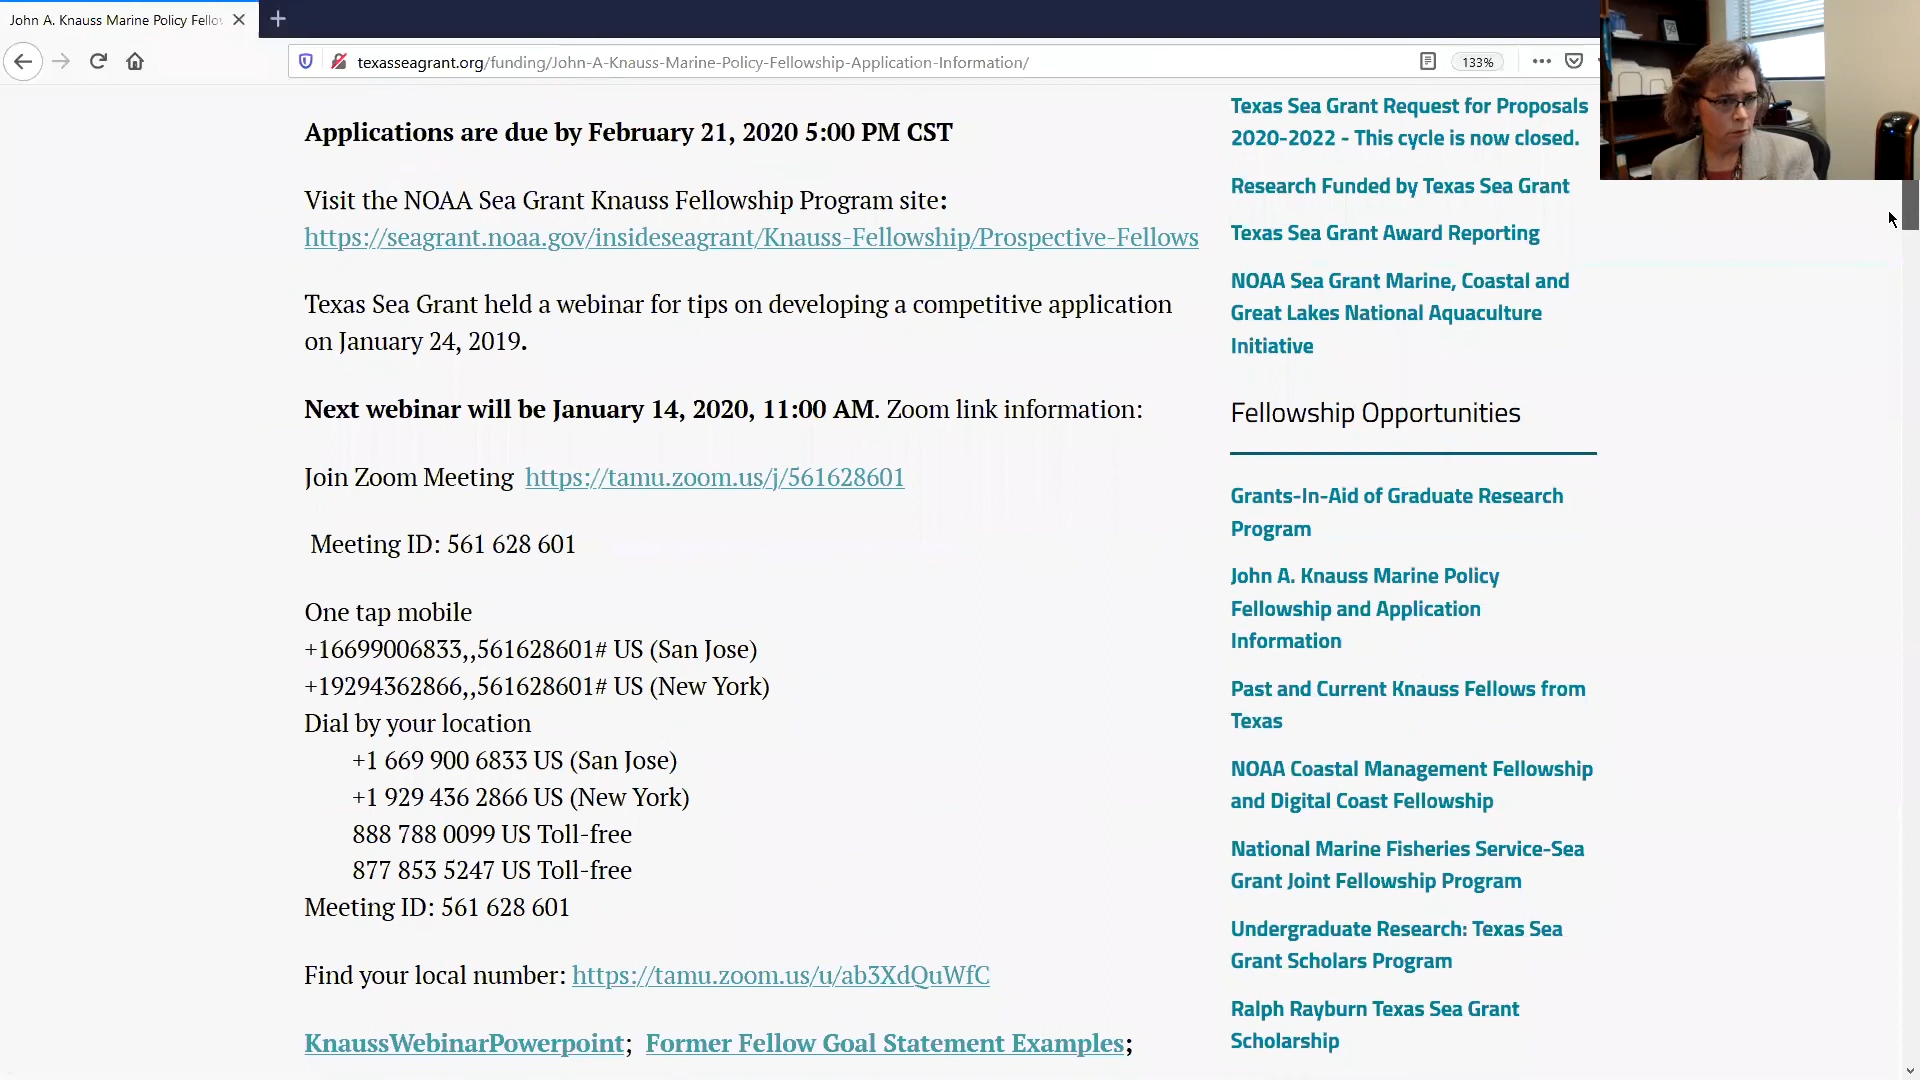 John A. Knauss Marine Policy Fello
texasseagrant.org/funding/John-A-Knauss-Marine-Policy-Fellowship-Application-Information/
133%
Applications are due by February 21, 2020 5:00 PM CST
Visit the NOAA Sea Grant Knauss Fellowship Program site:
https://seagrant.noaa.gov/insideseagrant/Knauss-Fellowship/Prospective-Fellows
Texas Sea Grant held a webinar for tips on developing a competitive application
on January 24, 2019.
Next webinar will be January 14, 2020, 11:00 AM. Zoom link information:
Join Zoom Meeting https://tamu.zoom.us/j/561628601
Meeting ID: 561 628 601
One tap mobile
+16699006833,,561628601# US (San Jose)
+19294362866,,561628601# US (New York)
Dial by your location
+1 669 900 6833 US (San Jose)
+1 929 436 2866 US (New York)
888 788 0099 US Toll-free
877 853 5247 US Toll-free
Meeting ID: 561 628 601
Find your local number: https://tamu.zoom.us/u/ab3XdQuWfC
KnaussWebinarPowerpoint; Former Fellow Goal Statement Examples;
Texas Sea Grant Request for Proposals
2020-2022 - This cycle is now closed.
Research Funded by Texas Sea Grant
Texas Sea Grant Award Reporting
NOAA Sea Grant Marine, Coastal and
Great Lakes National Aquaculture
Initiative
Fellowship Opportunities
Grants-In-Aid of Graduate Research
Program
John A. Knauss Marine Policy
Fellowship and Application
Information
Past and Current Knauss Fellows from
Texas
NOAA Coastal Management Fellowship
and Digital Coast Fellowship
National Marine Fisheries Service-Sea
Grant Joint Fellowship Program
Undergraduate Research: Texas Sea
Grant Scholars Program
Ralph Rayburn Texas Sea Grant
Scholarship